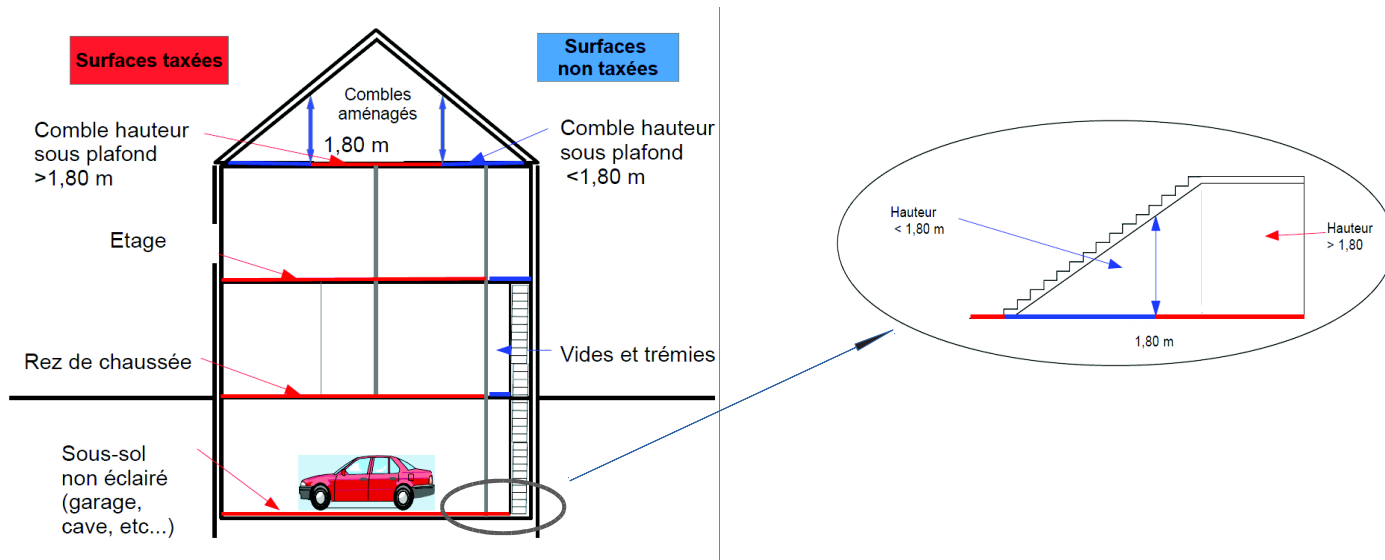 Surfaces taxées
Surfaces
non taxées
Combles
aménagés
1,80 m
Comble hauteur
sous plafond
>1,80 m
Comble hauteur
sous plafond
<1,80 m
Etage
Rez de chaussée
Vides et trémies
Sous-sol
non éclairé
(garage,
cave, etc...)
Hauteur
< 1,80 m
Hauteur
> 1,80
1,80 m